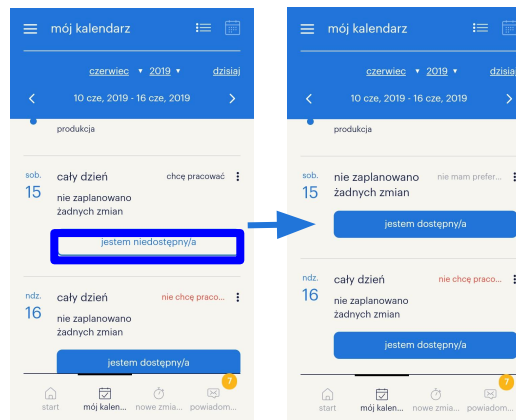 mój kalendarz
czerwiec ▾ 2019 ▾ dzisiaj
< 10 cze, 2019 - 16 cze, 2019 >
produkcja
sob.
15
cały dzień
chcę pracować
nie zaplanowano
żadnych zmian
jestem niedostępny/a
ndz.
16
cały dzień
nie chcę praco...
nie zaplanowano
żadnych zmian
jestem dostępny/a
7
start mój kalen... nowe zmia... powiadom...
mój kalendarz
czerwiec ▾ 2019 ▾ dzisiaj
< 10 cze, 2019 - 16 cze, 2019 >
produkcja
sob.
15
nie zaplanowano
żadnych zmian
nie mam prefer...
jestem dostępny/a
ndz.
16
cały dzień
nie chcę praco...
nie zaplanowano
żadnych zmian
jestem dostępny/a
7
start mój kalen... nowe zmia... powiadom...